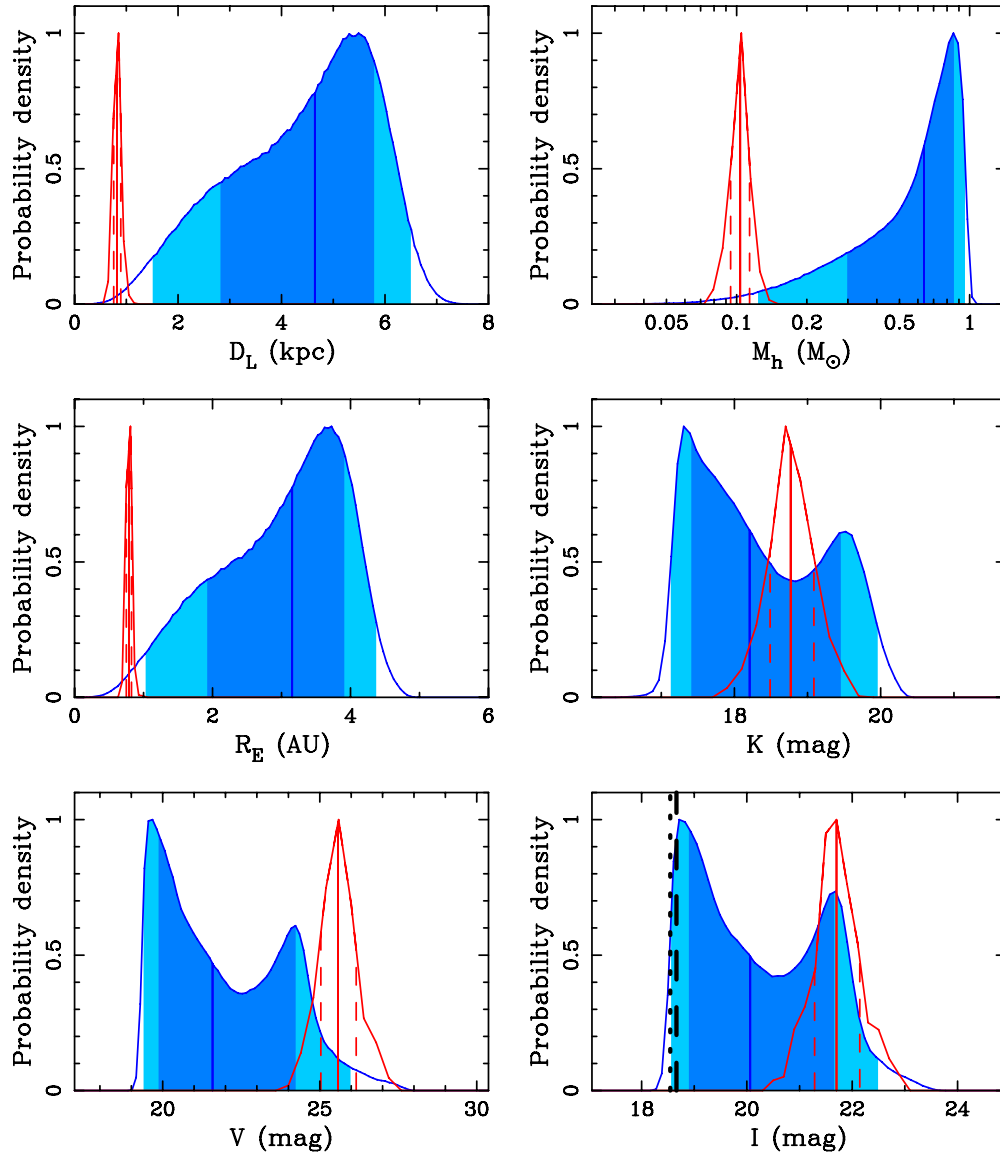 Probability density
0 0.5 1
0 2 4 6 8
D_L (kpc)
Probability density
0 0.5 1
0.05 0.1 0.2 0.5 1
M_h (M_⊙)
Probability density
0 0.5 1
0 2 4 6
R_E (AU)
Probability density
0 0.5 1
18 20
K (mag)
Probability density
0 0.5 1
20 25 30
V (mag)
Probability density
0 0.5 1
18 20 22 24
I (mag)